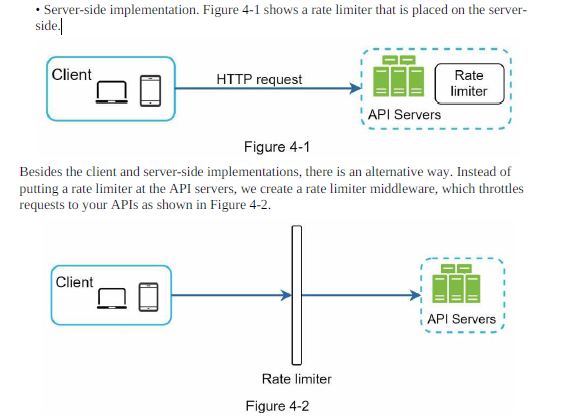 • Server-side implementation. Figure 4-1 shows a rate limiter that is placed on the server-
side.
Client
HTTP request
Rate
limiter
API Servers
Figure 4-1
Besides the client and server-side implementations, there is an alternative way. Instead of
putting a rate limiter at the API servers, we create a rate limiter middleware, which throttles
requests to your APIs as shown in Figure 4-2.
Client
API Servers
Rate limiter
Figure 4-2